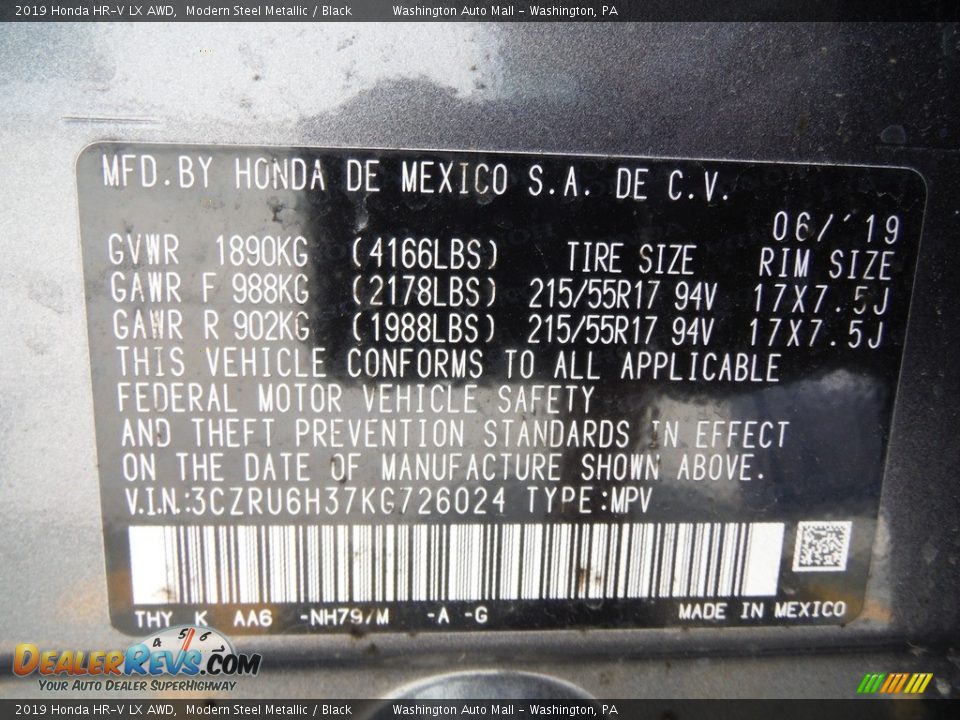 2019 Honda HR-V LX AWD, Modern Steel Metallic / Black Washington Auto Mall - Washington, PA
MFD.BY HONDA DE MEXICO S.A. DE C.V.
06/´19
GVWR 1890KG (4166LBS) TIRE SIZE RIM SIZE
GAWR F 988KG (2178LBS) 215/55R17 94V 17X7.5J
GAWR R 902KG (1988LBS) 215/55R17 94V 17X7.5J
THIS VEHICLE CONFORMS TO ALL APPLICABLE
FEDERAL MOTOR VEHICLE SAFETY
AND THEFT PREVENTION STANDARDS IN EFFECT
ON THE DATE OF MANUFACTURE SHOWN ABOVE.
V.I.N.:3CZRU6H37KG726024 TYPE:MPV
THY K AA6 -NH797M -A -G MADE IN MEXICO
4 5 6
DEALERREVS.COM
YOUR AUTO DEALER SUPERHIGHWAY
2019 Honda HR-V LX AWD, Modern Steel Metallic / Black Washington Auto Mall - Washington, PA